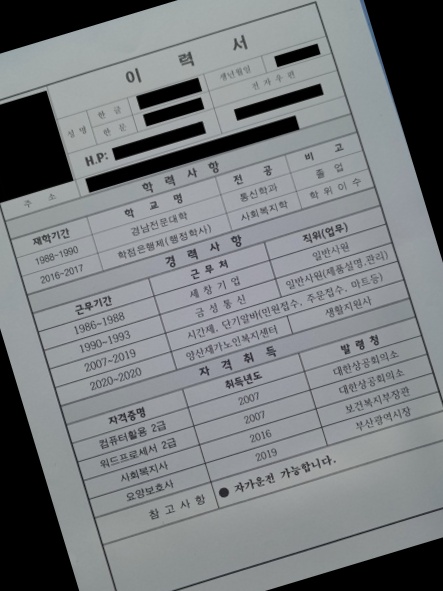 이 력 서
성 명 한 글 생년월일
한 문 전 자 우 편
H.P:
주 소
학 력 사 항
재학기간 학 교 명 전 공 비 고
1988~1990 경남전문대학 통신학과 졸 업
2016~2017 학점은행제(행정학사) 사회복지학 학 위 이 수
경 력 사 항
근무기간 근 무 처 직위(업무)
1986~1988 세 창 기 업 일반사원
1990~1993 금 성 통 신 일반사원(제품설명.관리)
2007~2019 시간제, 단기알바(민원접수, 주문접수, 마트등)
2020~2020 양산재가노인복지센터 생활지원사
자 격 취 득
자격증명 취득년도 발 령 청
컴퓨터활용 2급 2007 대한상공회의소
워드프로세서 2급 2007 대한상공회의소
사회복지사 2016 보건복지부장관
요양보호사 2019 부산광역시장
참 고 사 항 ● 자가운전 가능합니다.